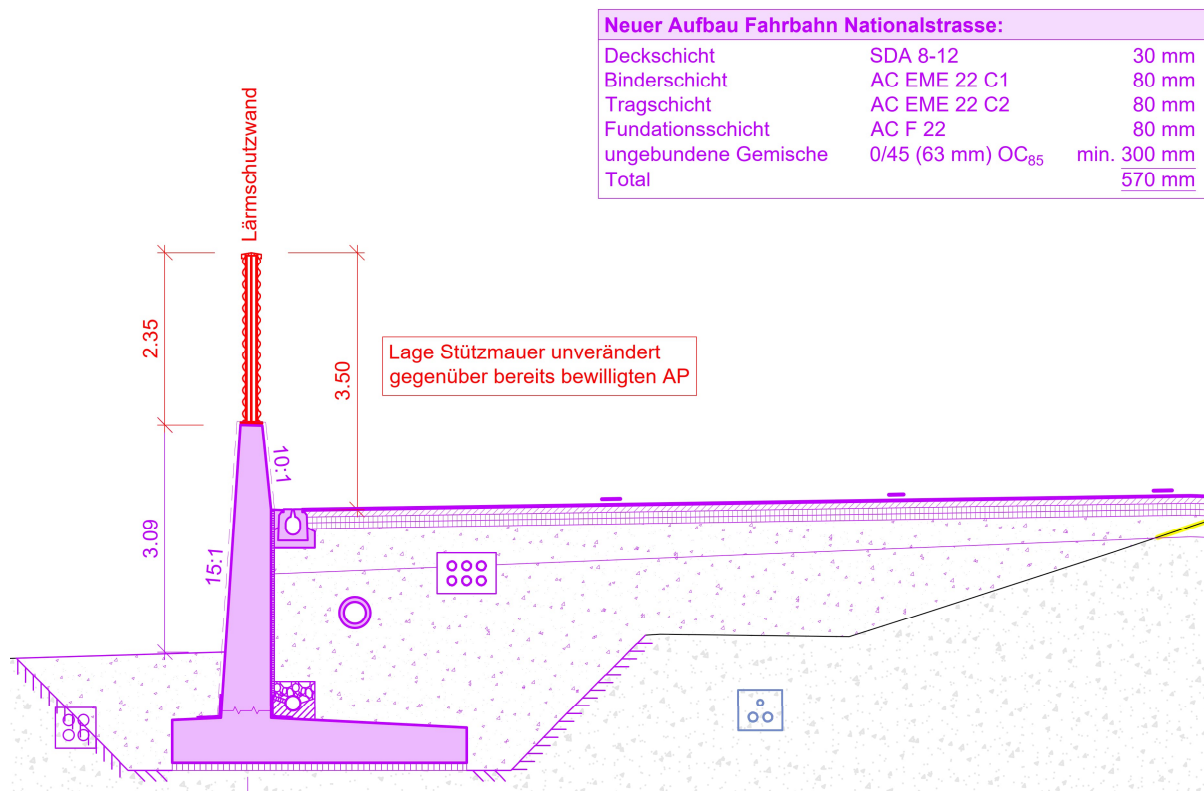 Neuer Aufbau Fahrbahn Nationalstrasse:
Deckschicht SDA 8-12 30 mm
Binderschicht AC EME 22 C1 80 mm
Tragschicht AC EME 22 C2 80 mm
Fundationsschicht AC F 22 80 mm
ungebundene Gemische 0/45 (63 mm) OC₈₅ min. 300 mm
Total 570 mm
Lärmschutzwand
2.35
3.50
Lage Stützmauer unverändert
gegenüber bereits bewilligten AP
10:1
3.09
15:1